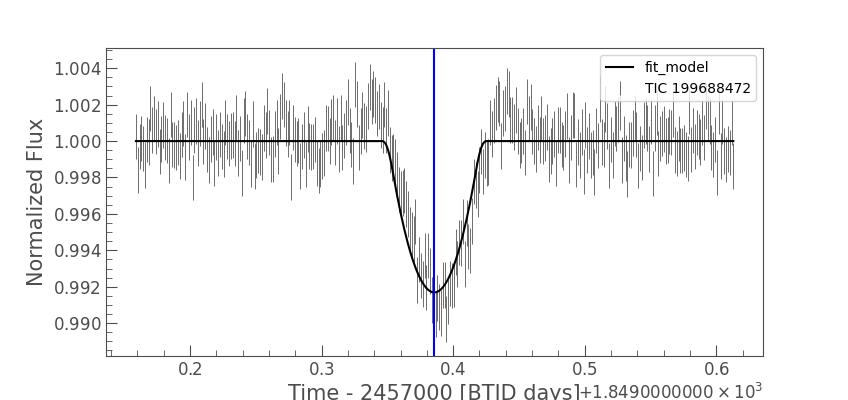 fit_model
TIC 199688472
1.004
1.002
1.000
0.998
0.996
0.994
0.992
0.990
Normalized Flux
0.2 0.3 0.4 0.5 0.6
Time - 2457000 [BTJD days]
+1.8490000000 × 10³